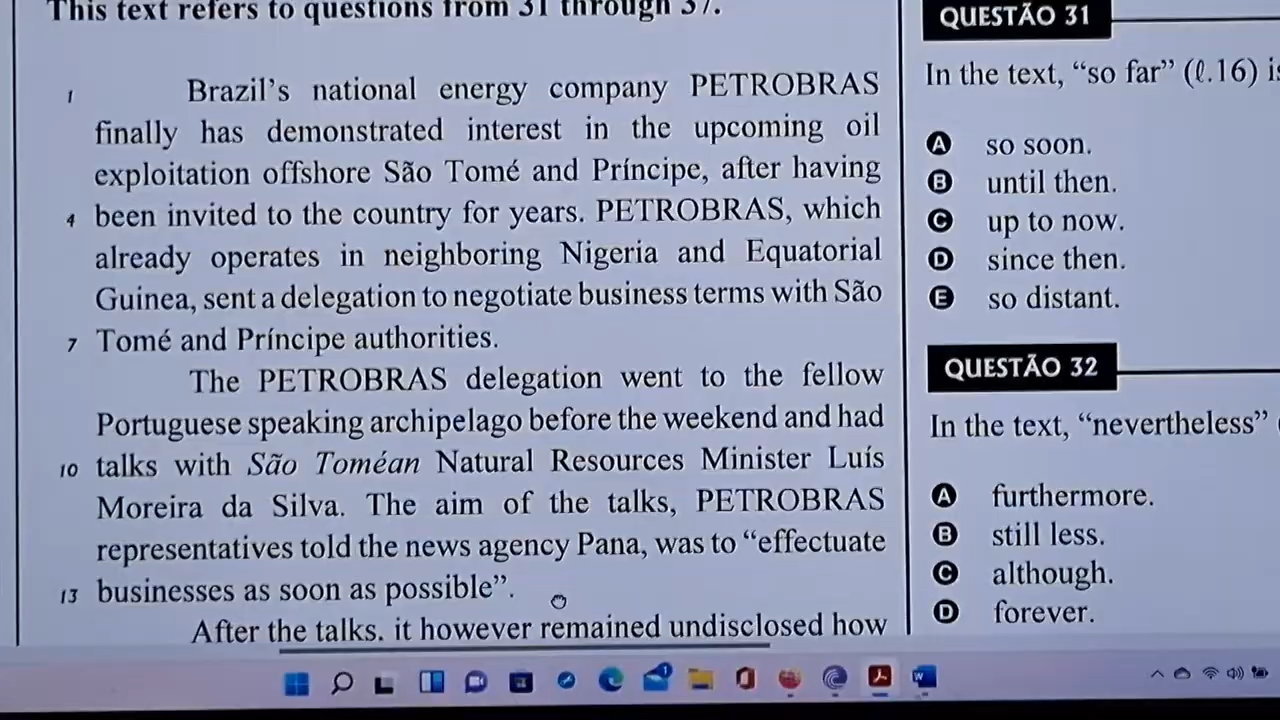 This text refers to questions from 31 through 37.
1 Brazil's national energy company PETROBRAS
finally has demonstrated interest in the upcoming oil
exploitation offshore São Tomé and Príncipe, after having
4 been invited to the country for years. PETROBRAS, which
already operates in neighboring Nigeria and Equatorial
Guinea, sent a delegation to negotiate business terms with São
7 Tomé and Príncipe authorities.
The PETROBRAS delegation went to the fellow
Portuguese speaking archipelago before the weekend and had
10 talks with São Toméan Natural Resources Minister Luís
Moreira da Silva. The aim of the talks, PETROBRAS
representatives told the news agency Pana, was to “effectuate
13 businesses as soon as possible”.
After the talks. it however remained undisclosed how
QUESTÃO 31
In the text, “so far” (ℓ.16) is
A so soon.
B until then.
C up to now.
D since then.
E so distant.
QUESTÃO 32
In the text, “nevertheless”
A furthermore.
B still less.
C although.
D forever.